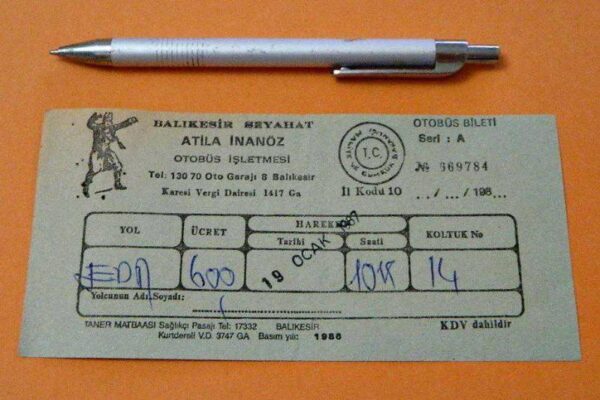 BALIKESİR SEYAHAT
ATİLA İNANÖZ
OTOBÜS İŞLETMESİ
Tel: 130 70 Oto Garajı 8 Balıkesir
Karesi Vergi Dairesi 1417 Ga
T.C.
OTOBÜS BİLETİ
Seri : A
№ 669784
İl Kodu 10 ../ ... /198...
YOL ÜCRET HAREKET KOLTUK No
Tarihi Saati
EDN 600 19 OCAK 1987 1015 14
Yolcunun Adı, Soyadı:
TANER MATBAASI Sağlıkçı Pasajı Tel: 17332 BALIKESİR KDV dahildir
Kurtdereli V.D. 3747 GA Basım yılı: 1986